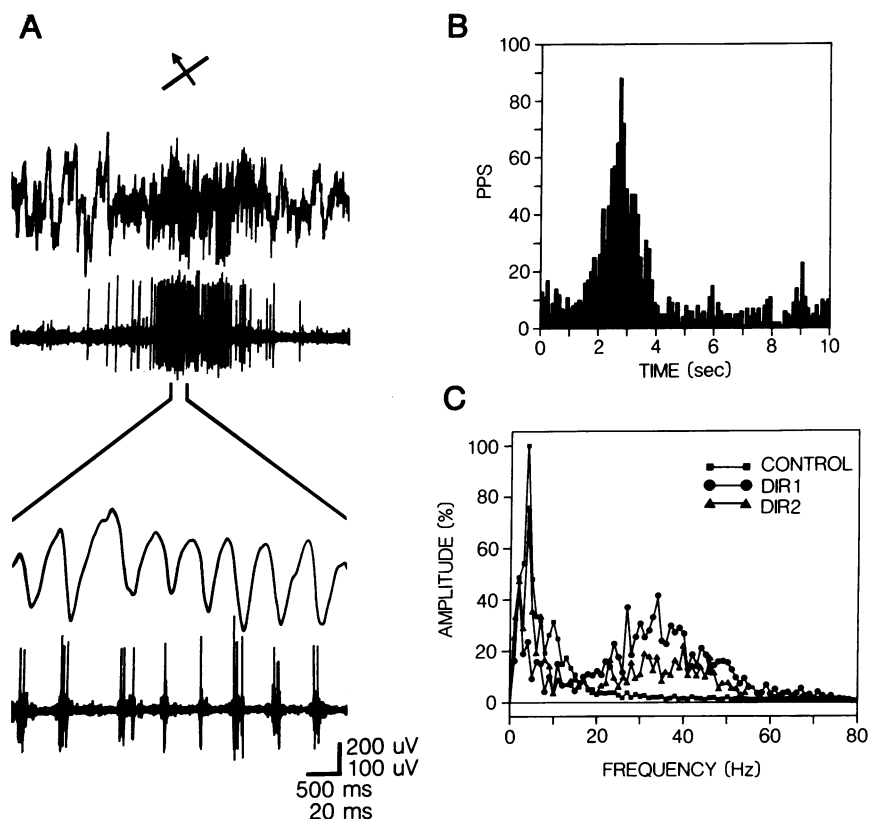 A
200 uV
100 uV
500 ms
20 ms
B
100
80
60
40
20
0
PPS
0 2 4 6 8 10
TIME (sec)
C
100
80
60
40
20
0
AMPLITUDE (%)
CONTROL
DIR1
DIR2
0 20 40 60 80
FREQUENCY (Hz)